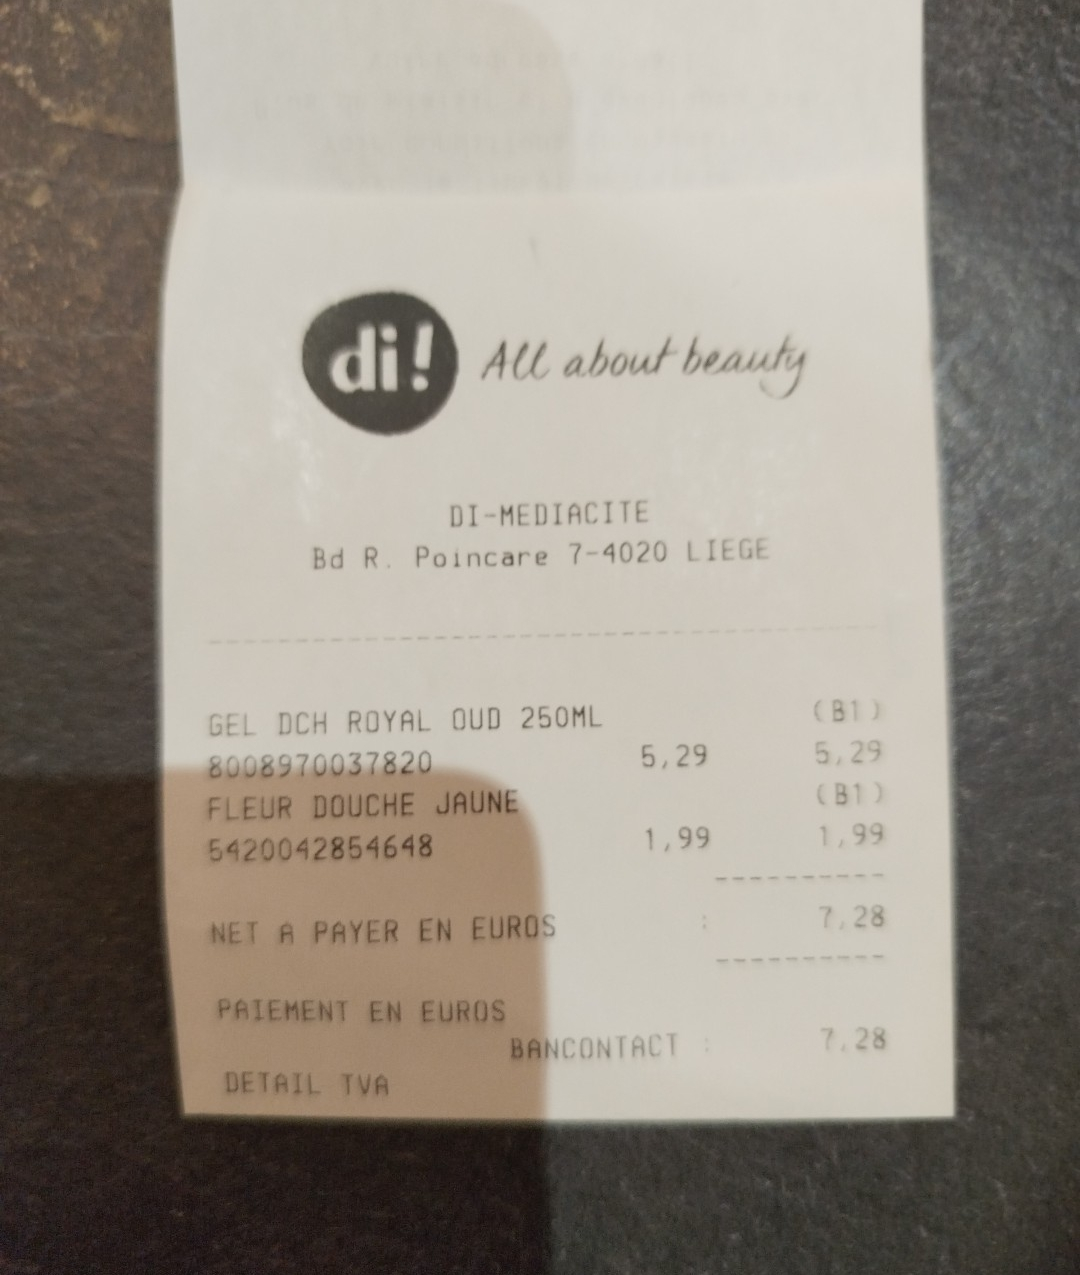 di! All about beauty
DI-MEDIACITE
Bd R. Poincare 7-4020 LIEGE
GEL DCH ROYAL OUD 250ML (B1)
8008970037820 5,29 5,29
FLEUR DOUCHE JAUNE (B1)
5420042854648 1,99 1,99
NET A PAYER EN EUROS : 7,28
PAIEMENT EN EUROS
BANCONTACT : 7,28
DETAIL TVA